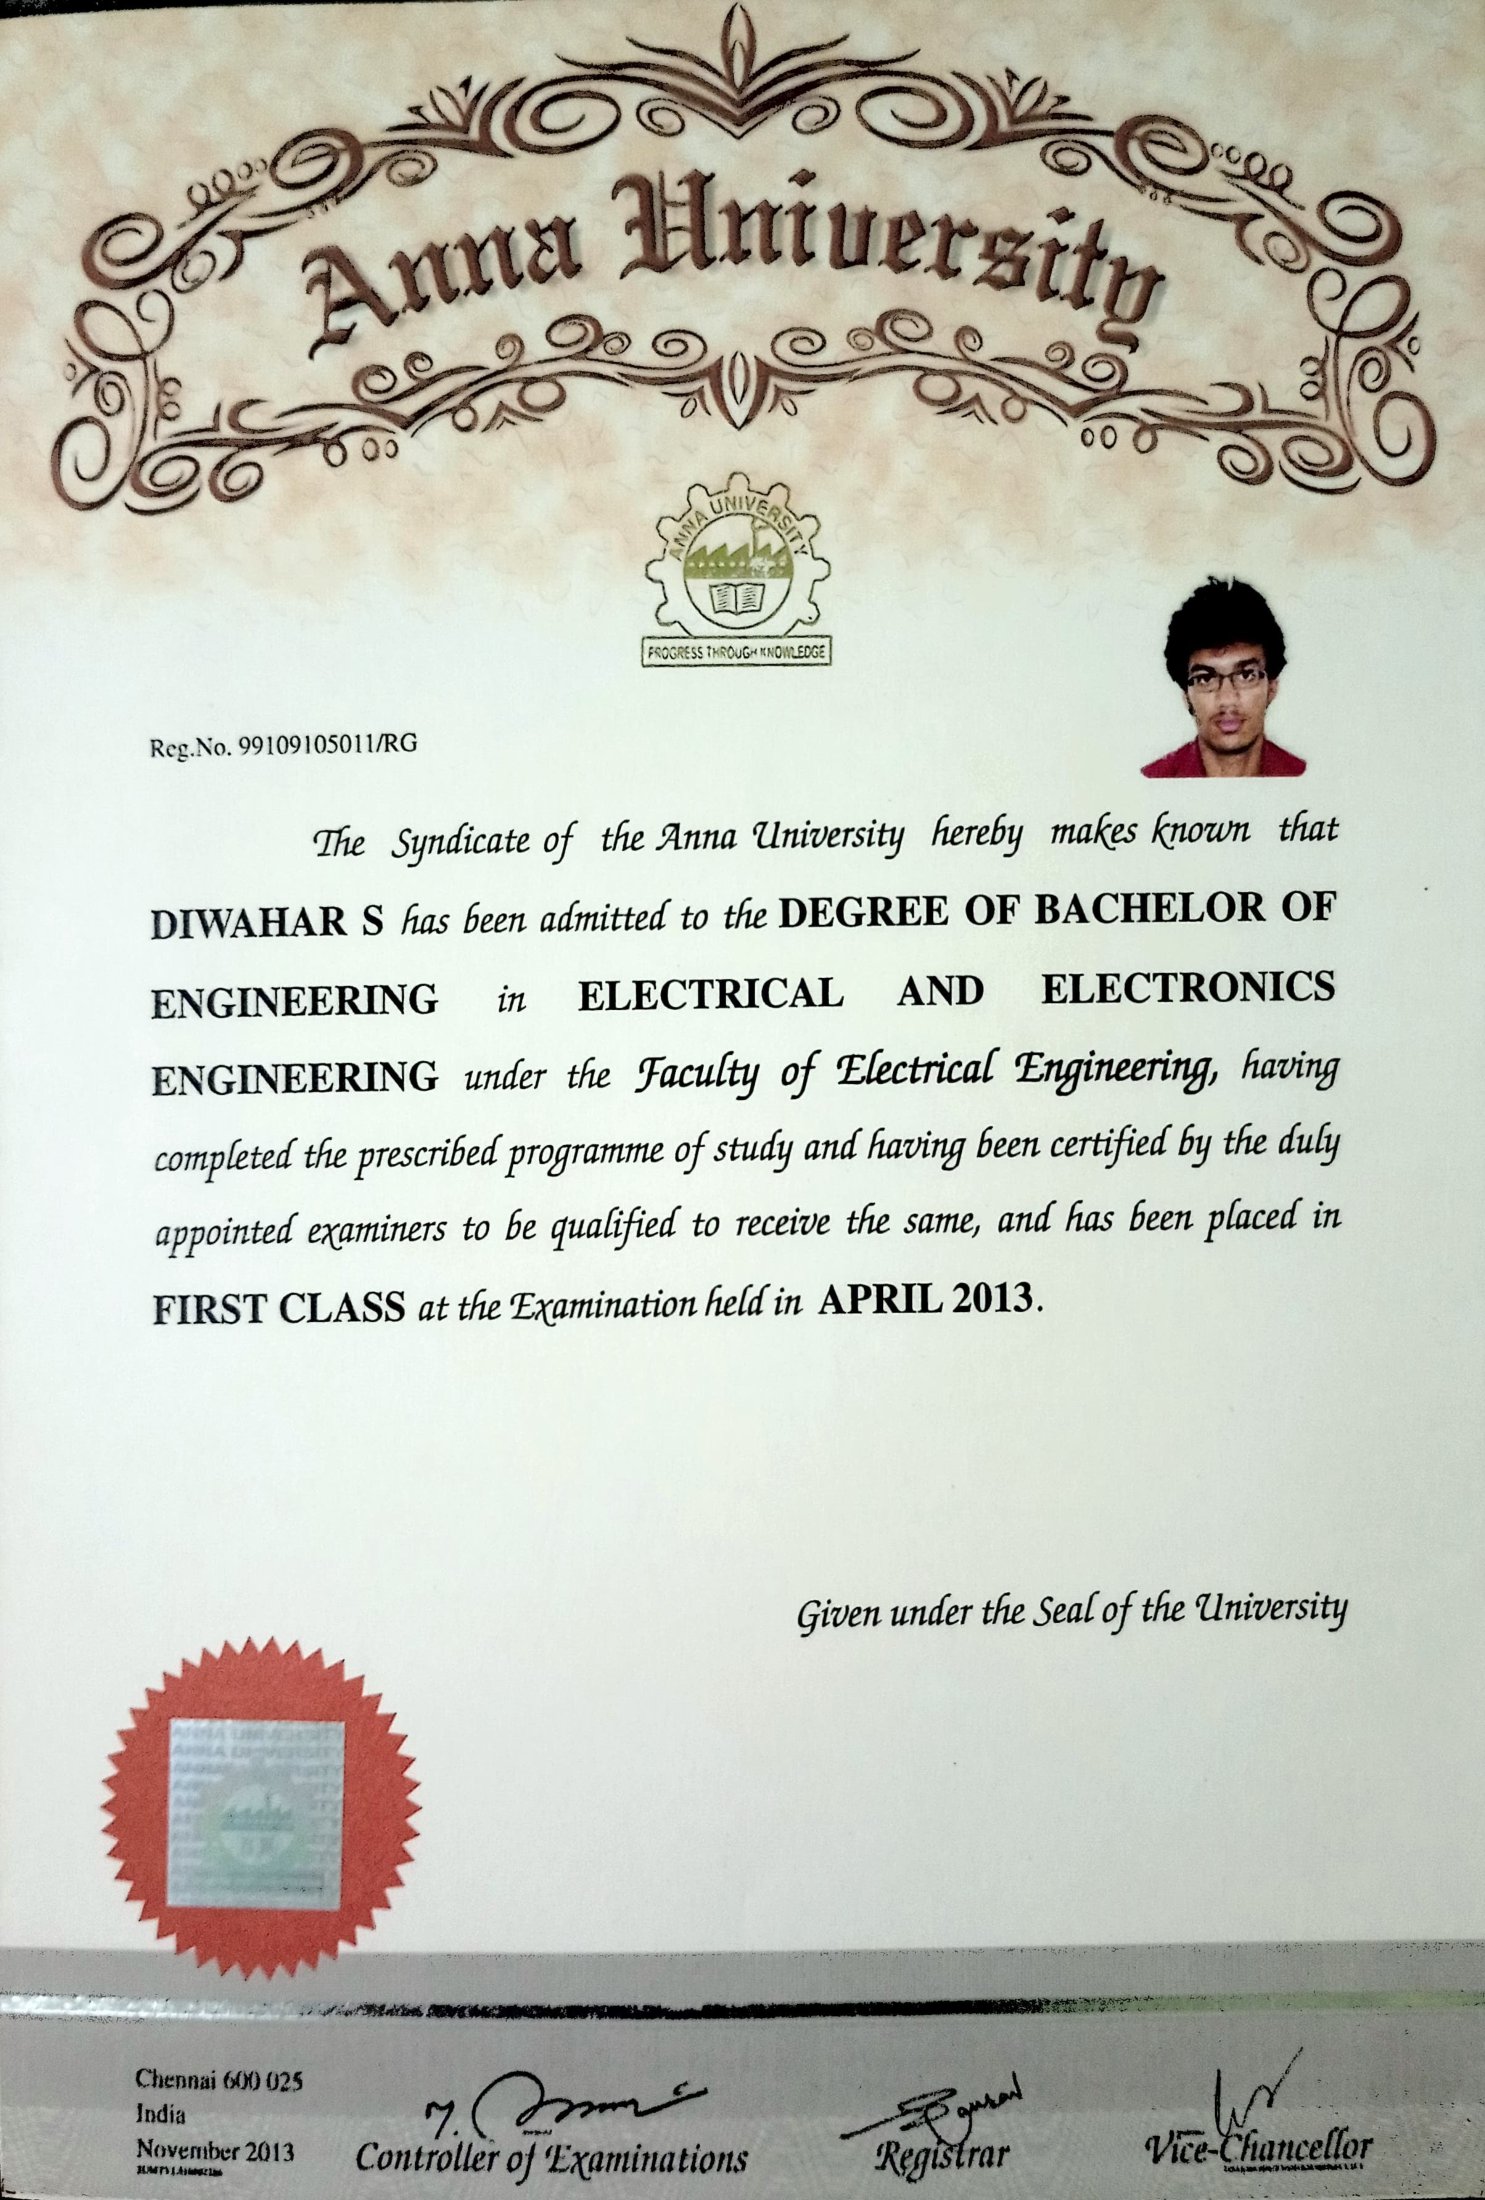 Anna University
ANNA UNIVERSITY
PROGRESS THROUGH KNOWLEDGE
Reg.No. 99109105011/RG
The Syndicate of the Anna University hereby makes known that
DIWAHAR S has been admitted to the DEGREE OF BACHELOR OF
ENGINEERING in ELECTRICAL AND ELECTRONICS
ENGINEERING under the Faculty of Electrical Engineering, having
completed the prescribed programme of study and having been certified by the duly
appointed examiners to be qualified to receive the same, and has been placed in
FIRST CLASS at the Examination held in APRIL 2013.
Given under the Seal of the University
ANNA UNIVERSITY
ANNA UNIVERSITY
Chennai 600 025
India
November 2013
Controller of Examinations
Registrar
Vice-Chancellor